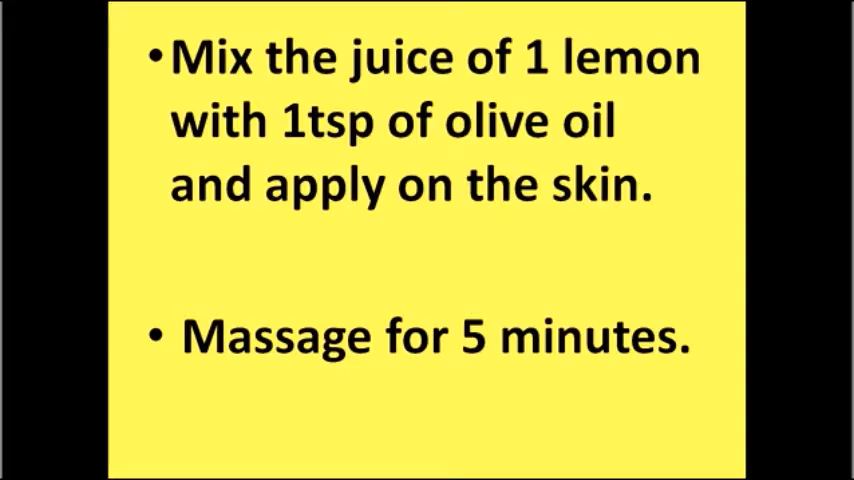 •Mix the juice of 1 lemon
with 1tsp of olive oil
and apply on the skin.
• Massage for 5 minutes.